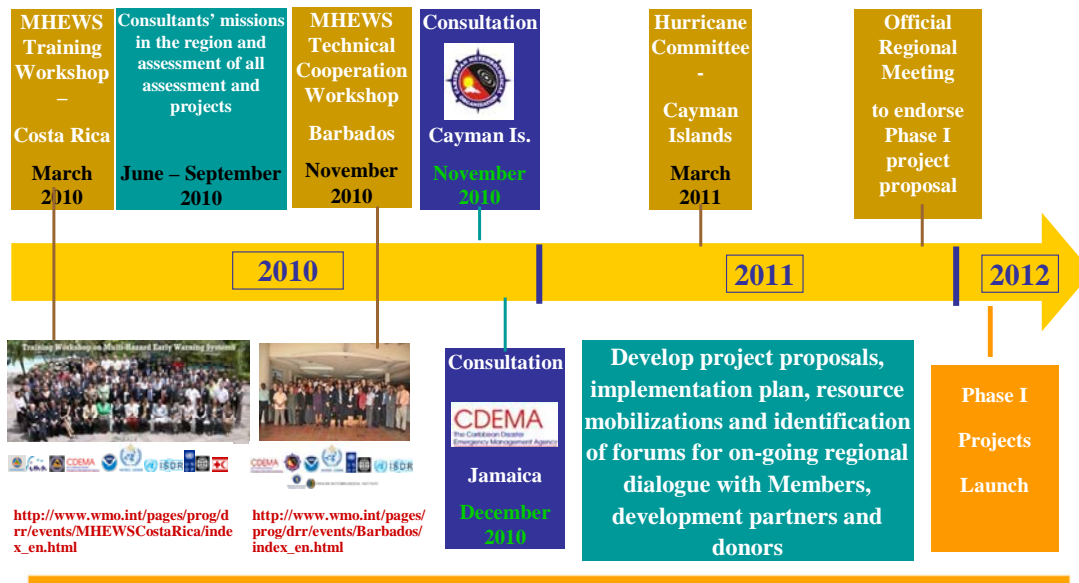 MHEWS
Training
Workshop
–
Costa Rica
March
2010
Consultants' missions
in the region and
assessment of all
assessment and
projects
June – September
2010
MHEWS
Technical
Cooperation
Workshop
Barbados
November
2010
Consultation
Cayman Is.
November
2010
Hurricane
Committee
-
Cayman
Islands
March
2011
Official
Regional
Meeting
to endorse
Phase I
project
proposal
2010
2011
2012
Training Workshop on Multi-Hazard Early Warning Systems
CDEMA
ISDR
http://www.wmo.int/pages/prog/d
rr/events/MHEWSCostaRica/inde
x_en.html
CDEMA
ISDR
http://www.wmo.int/pages/
prog/drr/events/Barbados/
index_en.html
Consultation
CDEMA
The Caribbean Disaster
Emergency Management Agency
Jamaica
December
2010
Develop project proposals,
implementation plan, resource
mobilizations and identification
of forums for on-going regional
dialogue with Members,
development partners and
donors
Phase I
Projects
Launch